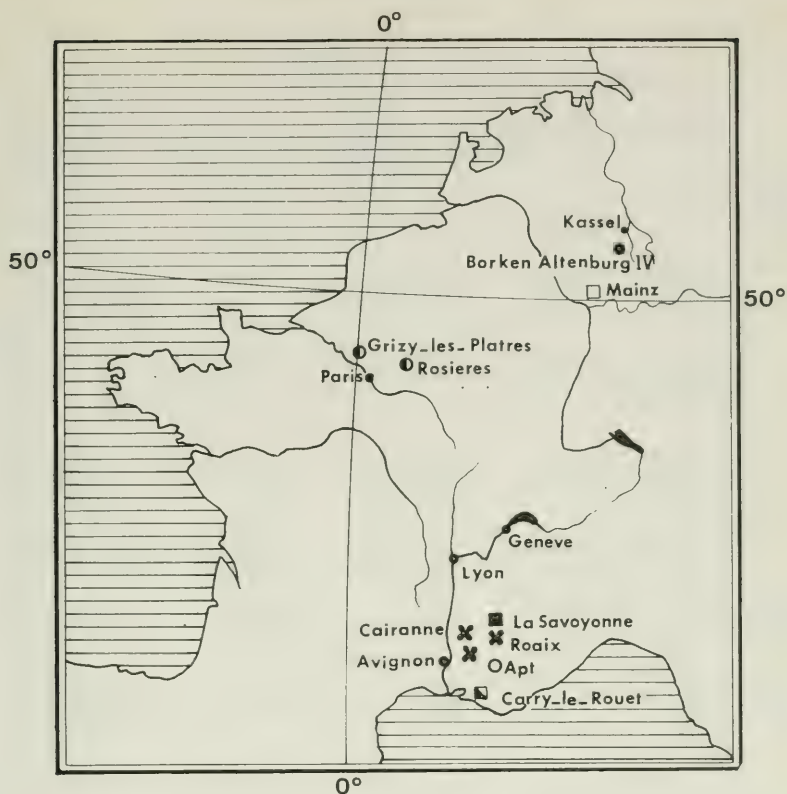 0°
Kassel
50°
Borken Altenburg IV
Mainz
50°
Grizy_les_Platres
Rosieres
Paris
Geneve
Lyon
La Savoyonne
Cairanne
Roaix
Avignon
Apt
Carry_le_Rouet
0°